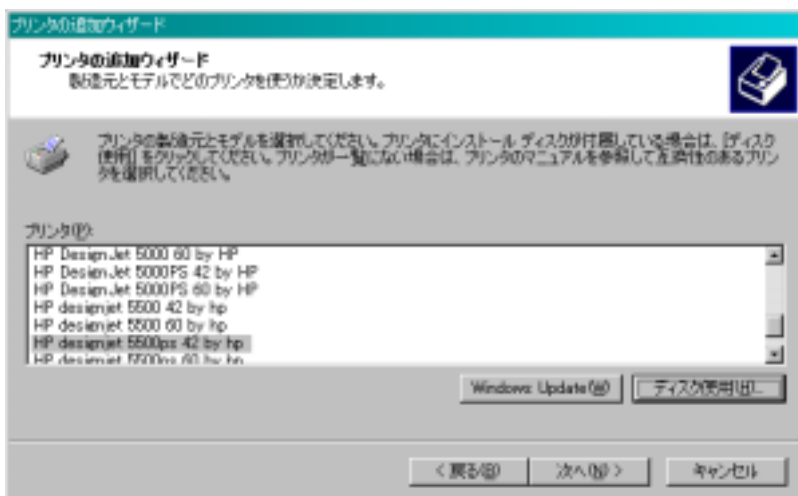 プリンタの追加ウィザード
プリンタの追加ウィザード
製造元とモデルでどのプリンタを使うか決定します。
プリンタの製造元とモデルを選択してください。プリンタにインストール ディスクが付属している場合は、[ディスク
使用] をクリックしてください。プリンタが一覧にない場合は、プリンタのマニュアルを参照して互換性のあるプリン
タを選択してください。
プリンタ(P):
HP DesignJet 5000 60 by HP
HP DesignJet 5000PS 42 by HP
HP DesignJet 5000PS 60 by HP
HP designjet 5500 42 by hp
HP designjet 5500 60 by hp
HP designjet 5500ps 42 by hp
HP designjet 5500ps 60 by hp
Windows Update(W)
ディスク使用(H)...
< 戻る(B)
次へ(N) >
キャンセル